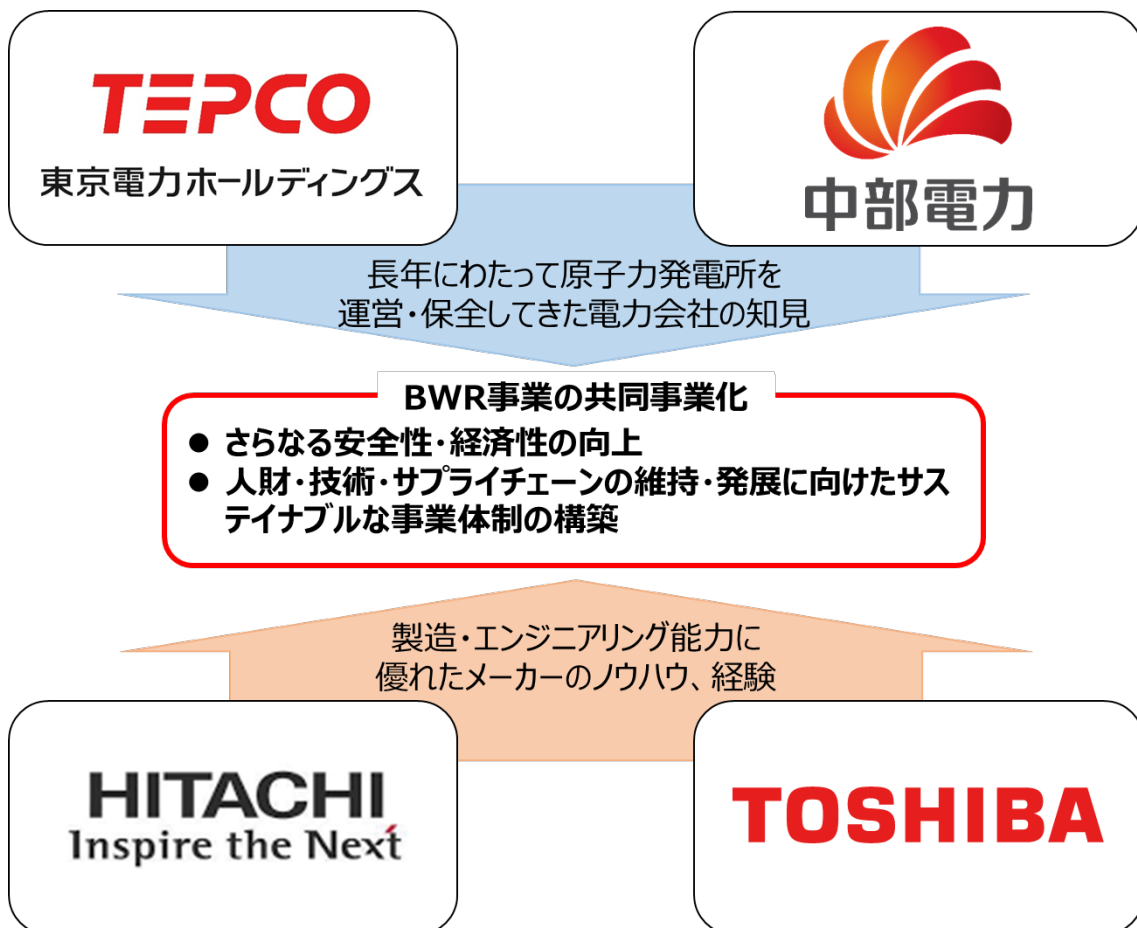 TEPCO
東京電力ホールディングス
中部電力
長年にわたって原子力発電所を
運営・保全してきた電力会社の知見
BWR事業の共同事業化
● さらなる安全性・経済性の向上
● 人財・技術・サプライチェーンの維持・発展に向けたサス
テイナブルな事業体制の構築
製造・エンジニアリング能力に
優れたメーカーのノウハウ、経験
HITACHI
Inspire the Next
TOSHIBA